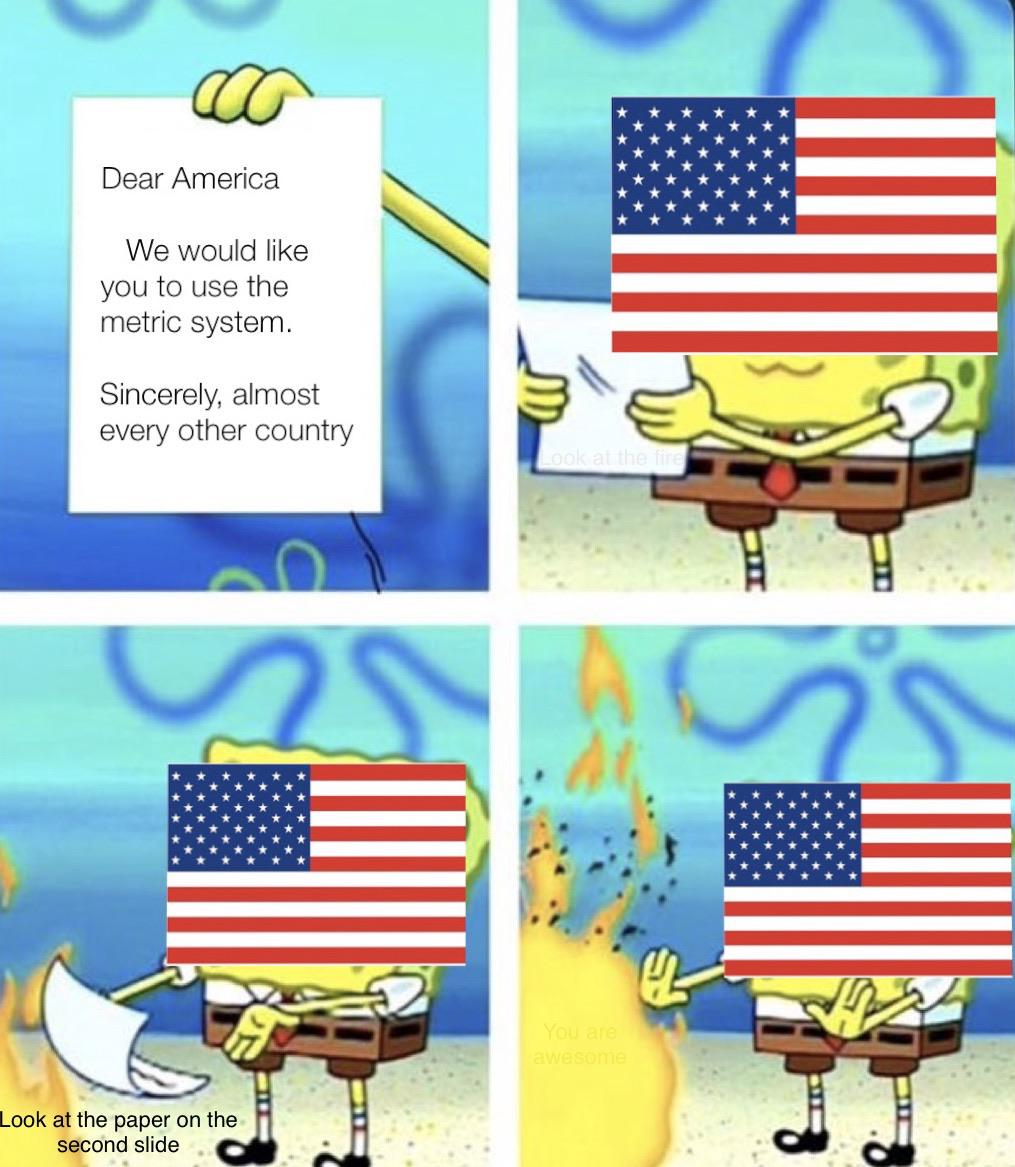 Dear America
We would like
you to use the
metric system.
Sincerely, almost
every other country
Look at the fire
Look at the paper on the
second slide
You are
awesome